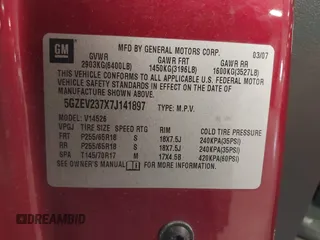 GM
MFD BY GENERAL MOTORS CORP. 03/07
GVWR GAWR FRT GAWR RR
2903KG(6400LB) 1450KG(3196LB) 1600KG(3527LB)
THIS VEHICLE CONFORMS TO ALL APPLICABLE U.S. FEDERAL MOTOR
VEHICLE SAFETY STANDARDS IN EFFECT ON THE DATE OF
MANUFACTURE SHOWN ABOVE.
5GZEV237X7J141897 TYPE: M.P.V.
MODEL: V14526
TIRE SIZE SPEED RTG RIM COLD TIRE PRESSURE
FRT P255/65R18 S 18X7.5J 240KPA(35PSI)
RR P255/65R18 S 18X7.5J 240KPA(35PSI)
SPA T145/70R17 M 17X4.5B 420KPA(60PSI)
SEE OWNER'S MANUAL FOR MORE INFORMATION
DREAMBID